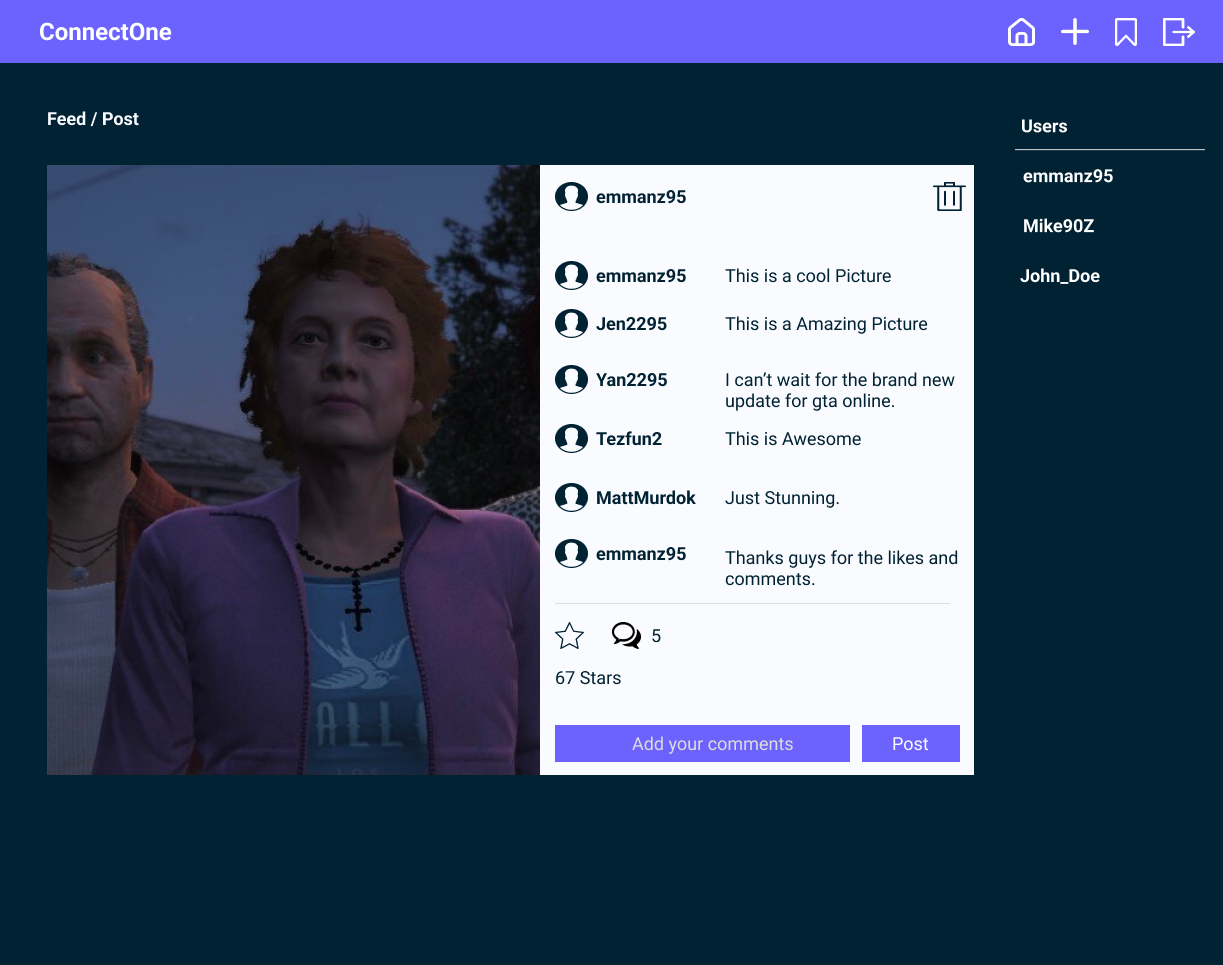 ConnectOne
Feed / Post
Users
emmanz95
Mike90Z
John_Doe
emmanz95
emmanz95 This is a cool Picture
Jen2295 This is a Amazing Picture
Yan2295 I can’t wait for the brand new
update for gta online.
Tezfun2 This is Awesome
MattMurdok Just Stunning.
emmanz95 Thanks guys for the likes and
comments.
5
67 Stars
Add your comments Post